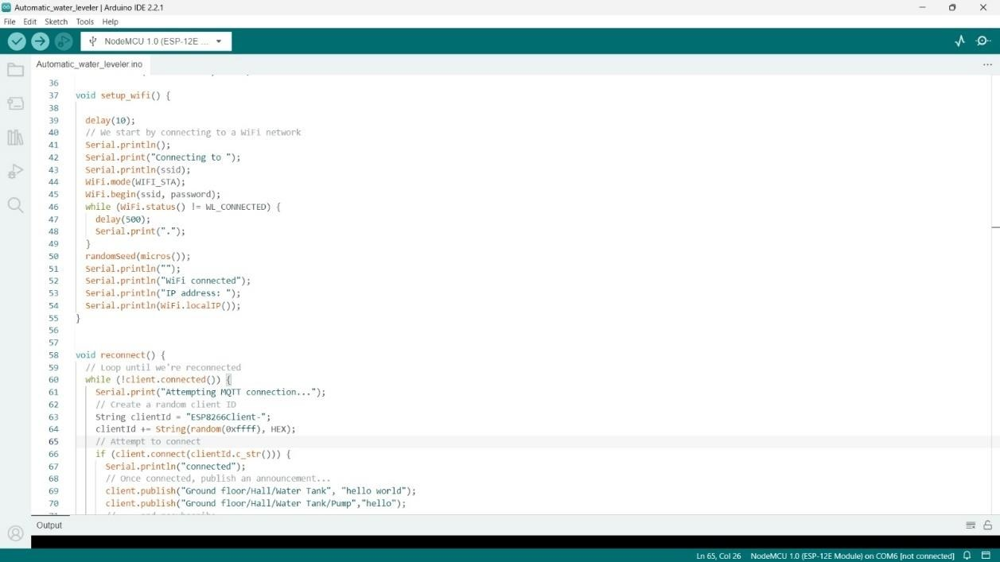 Automatic_water_leveler | Arduino IDE 2.2.1
File Edit Sketch Tools Help
NodeMCU 1.0 (ESP-12E ...
Automatic_water_leveler.ino
...
36
37 void setup_wifi() {
38
39 delay(10);
40 // We start by connecting to a WiFi network
41 Serial.println();
42 Serial.print("Connecting to ");
43 Serial.println(ssid);
44 WiFi.mode(WIFI_STA);
45 WiFi.begin(ssid, password);
46 while (WiFi.status() != WL_CONNECTED) {
47 delay(500);
48 Serial.print(".");
49 }
50 randomSeed(micros());
51 Serial.println("");
52 Serial.println("WiFi connected");
53 Serial.println("IP address: ");
54 Serial.println(WiFi.localIP());
55 }
56
57
58 void reconnect() {
59 // Loop until we're reconnected
60 while (!client.connected()) {
61 Serial.print("Attempting MQTT connection...");
62 // Create a random client ID
63 String clientId = "ESP8266Client-";
64 clientId += String(random(0xffff), HEX);
65 // Attempt to connect
66 if (client.connect(clientId.c_str())) {
67 Serial.println("connected");
68 // Once connected, publish an announcement...
69 client.publish("Ground floor/Hall/Water Tank", "hello world");
70 client.publish("Ground floor/Hall/Water Tank/Pump","hello");
Output
Ln 65, Col 26 NodeMCU 1.0 (ESP-12E Module) on COM6 [not connected]